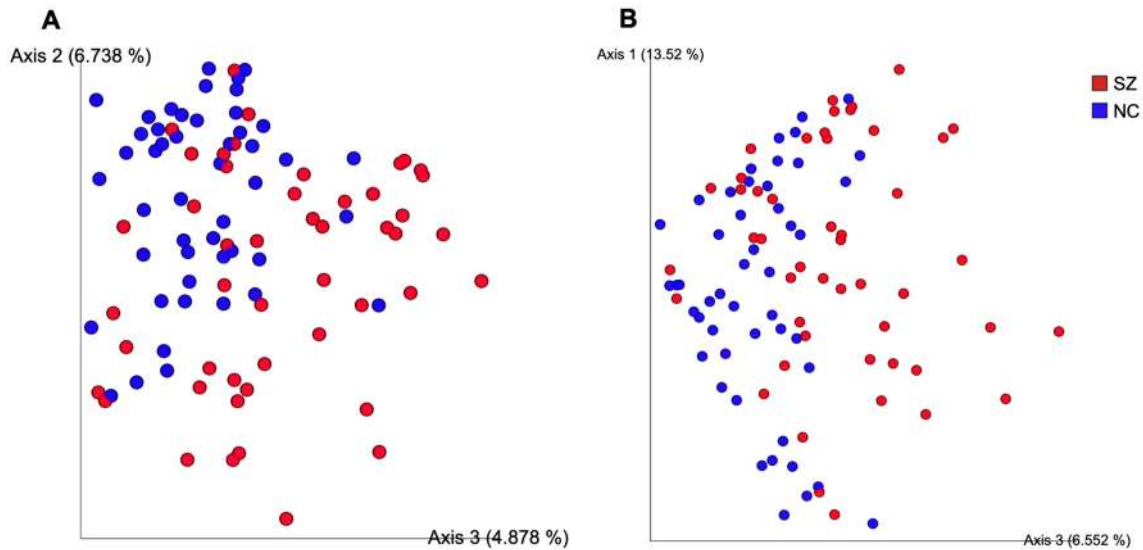 A
Axis 2 (6.738 %)
Axis 3 (4.878 %)
B
Axis 1 (13.52 %)
SZ
NC
Axis 3 (6.552 %)